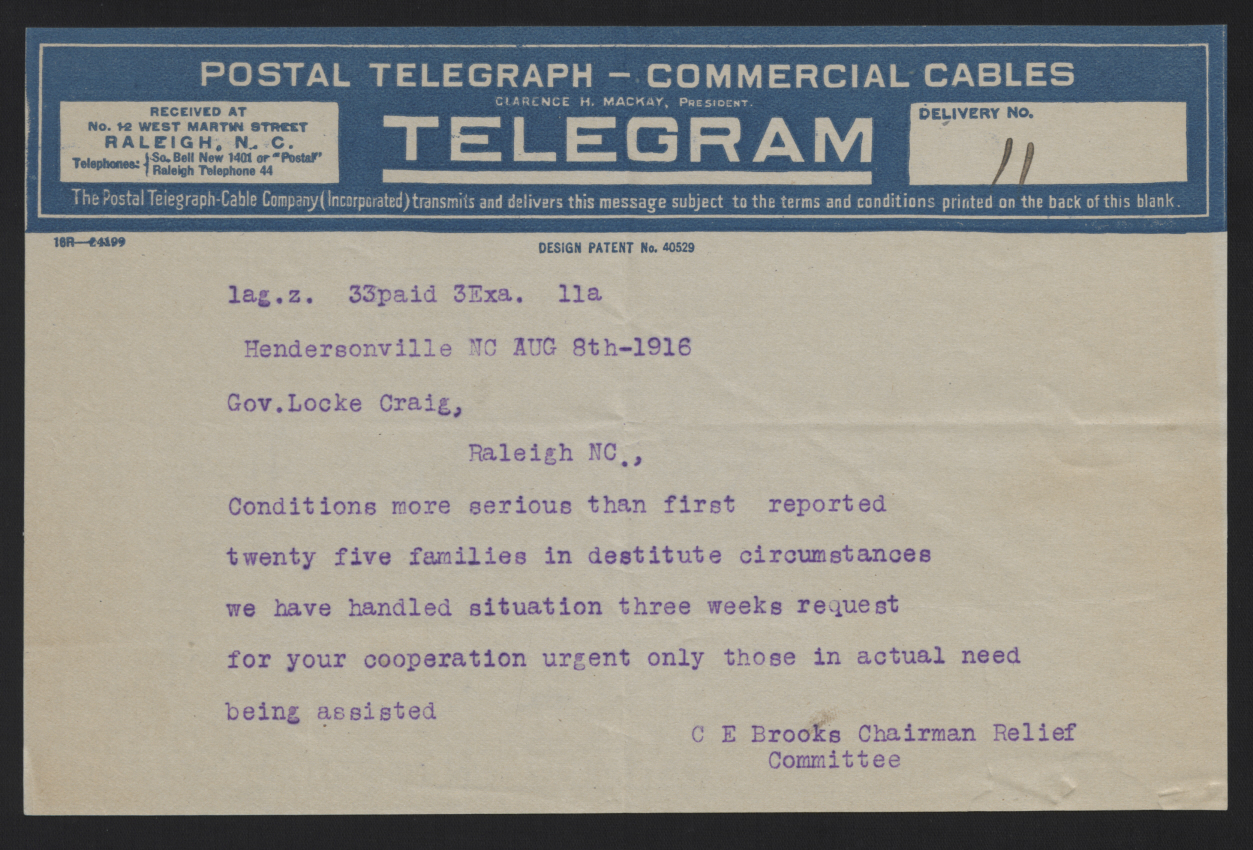 POSTAL TELEGRAPH – COMMERCIAL CABLES
CLARENCE H. MACKAY, PRESIDENT.
RECEIVED AT
No. 12 WEST MARTIN STREET
RALEIGH, N. C.
Telephones: { So. Bell New 1401 or "Postal"
Raleigh Telephone 44
TELEGRAM
DELIVERY No.
11
The Postal Telegraph-Cable Company (Incorporated) transmits and delivers this message subject to the terms and conditions printed on the back of this blank.
16R—24199
DESIGN PATENT No. 40529
lag.z. 33paid 3Exa. 11a
Hendersonville NC AUG 8th-1916
Gov.Locke Craig,
Raleigh NC.,
Conditions more serious than first reported
twenty five families in destitute circumstances
we have handled situation three weeks request
for your cooperation urgent only those in actual need
being assisted
C E Brooks Chairman Relief
Committee